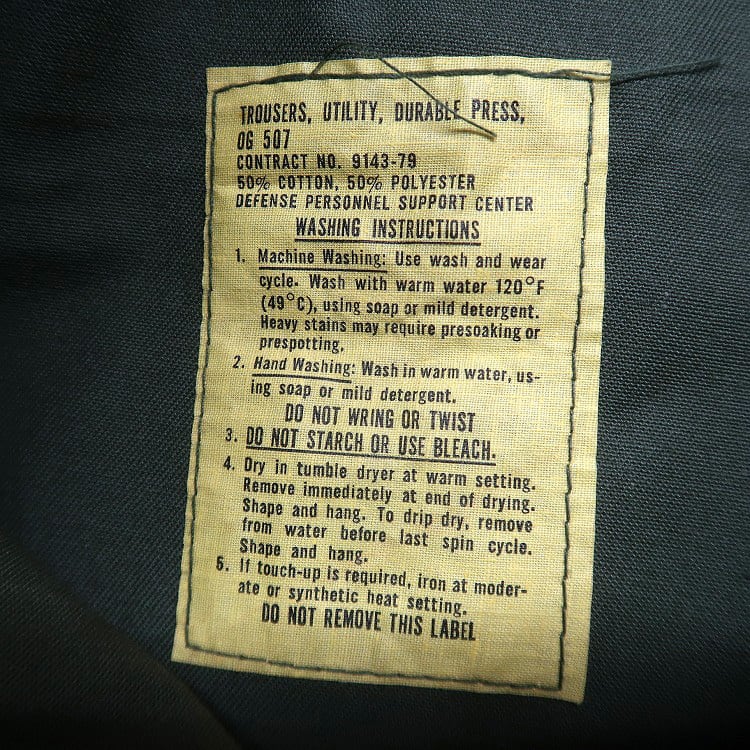 TROUSERS, UTILITY, DURABLE PRESS,
OG 507
CONTRACT NO. 9143-79
50% COTTON, 50% POLYESTER
DEFENSE PERSONNEL SUPPORT CENTER
WASHING INSTRUCTIONS
1. Machine Washing: Use wash and wear
cycle. Wash with warm water 120°F
(49°C), using soap or mild detergent.
Heavy stains may require presoaking or
prespotting.
2. Hand Washing: Wash in warm water, us-
ing soap or mild detergent.
DO NOT WRING OR TWIST
3. DO NOT STARCH OR USE BLEACH.
4. Dry in tumble dryer at warm setting.
Remove immediately at end of drying.
Shape and hang. To drip dry, remove
from water before last spin cycle.
Shape and hang.
5. If touch-up is required, iron at moder-
ate or synthetic heat setting.
DO NOT REMOVE THIS LABEL